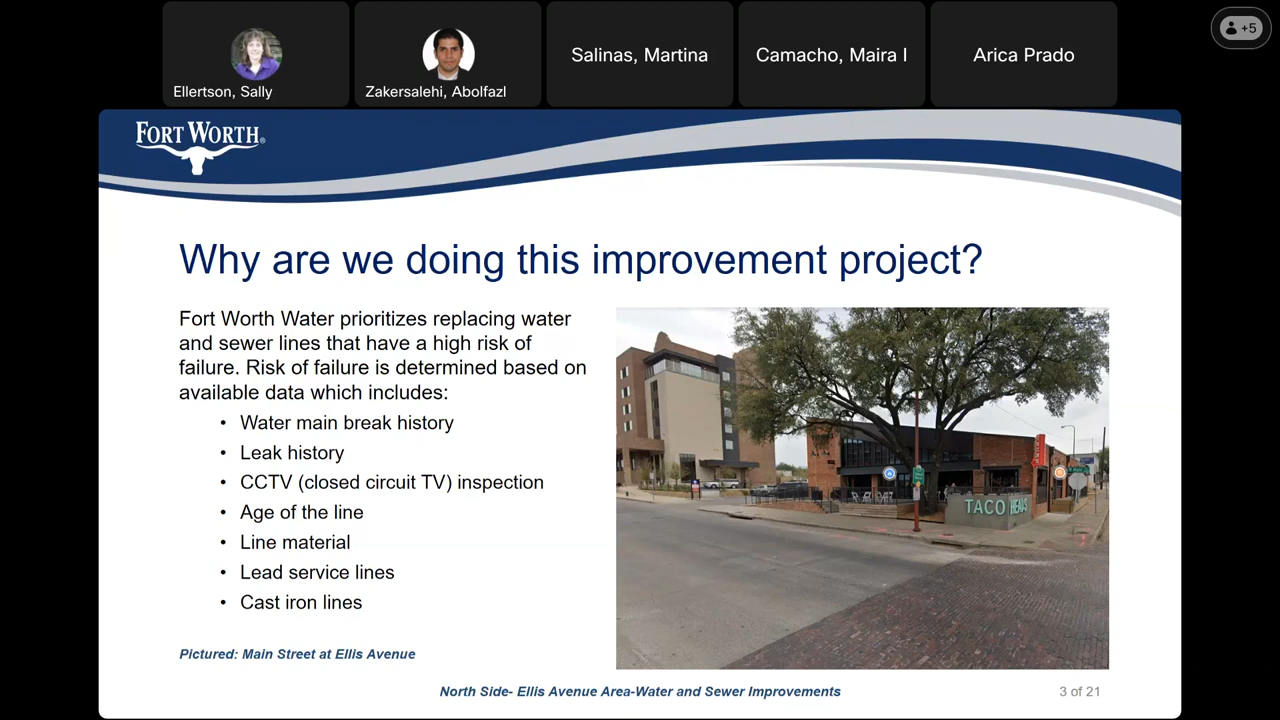 +5
Ellertson, Sally
Zakersalehi, Abolfazl
Salinas, Martina
Camacho, Maira I
Arica Prado
FORT WORTH®
Why are we doing this improvement project?
Fort Worth Water prioritizes replacing water
and sewer lines that have a high risk of
failure. Risk of failure is determined based on
available data which includes:
• Water main break history
• Leak history
• CCTV (closed circuit TV) inspection
• Age of the line
• Line material
• Lead service lines
• Cast iron lines
TACO HEADS
Pictured: Main Street at Ellis Avenue
North Side- Ellis Avenue Area-Water and Sewer Improvements
3 of 21